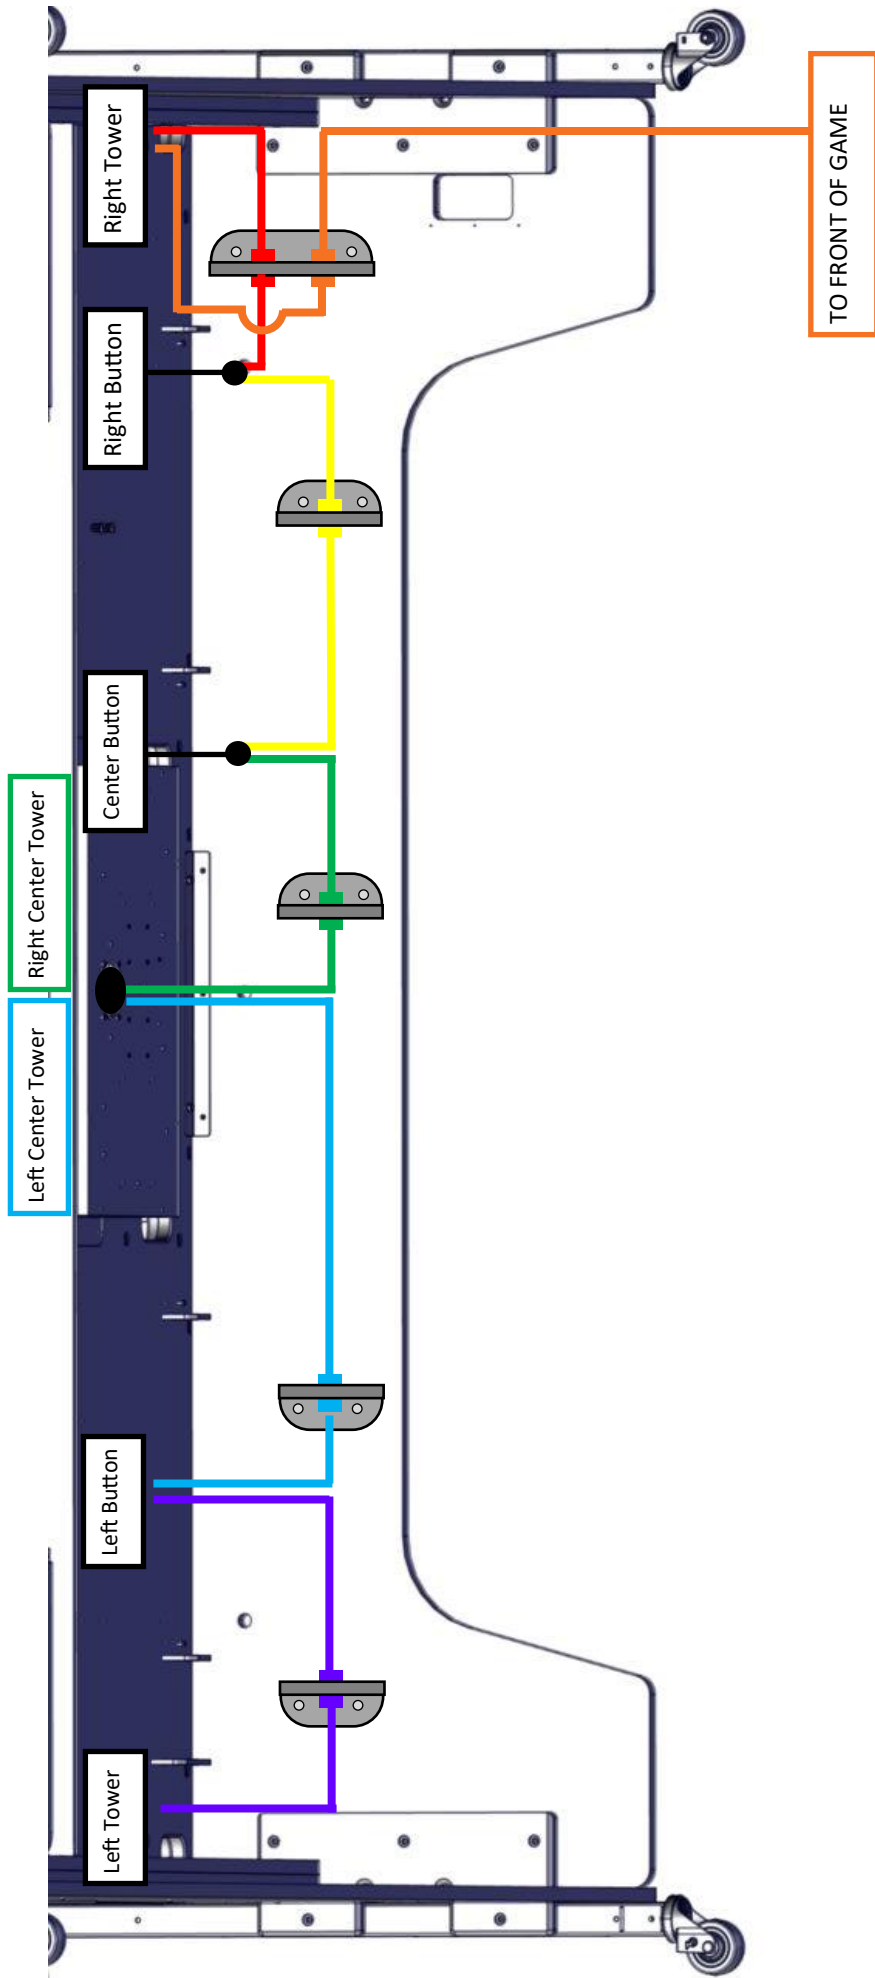 Right Tower
TO FRONT OF GAME
Right Button
Center Button
Right Center Tower
Left Center Tower
Left Button
Left Tower